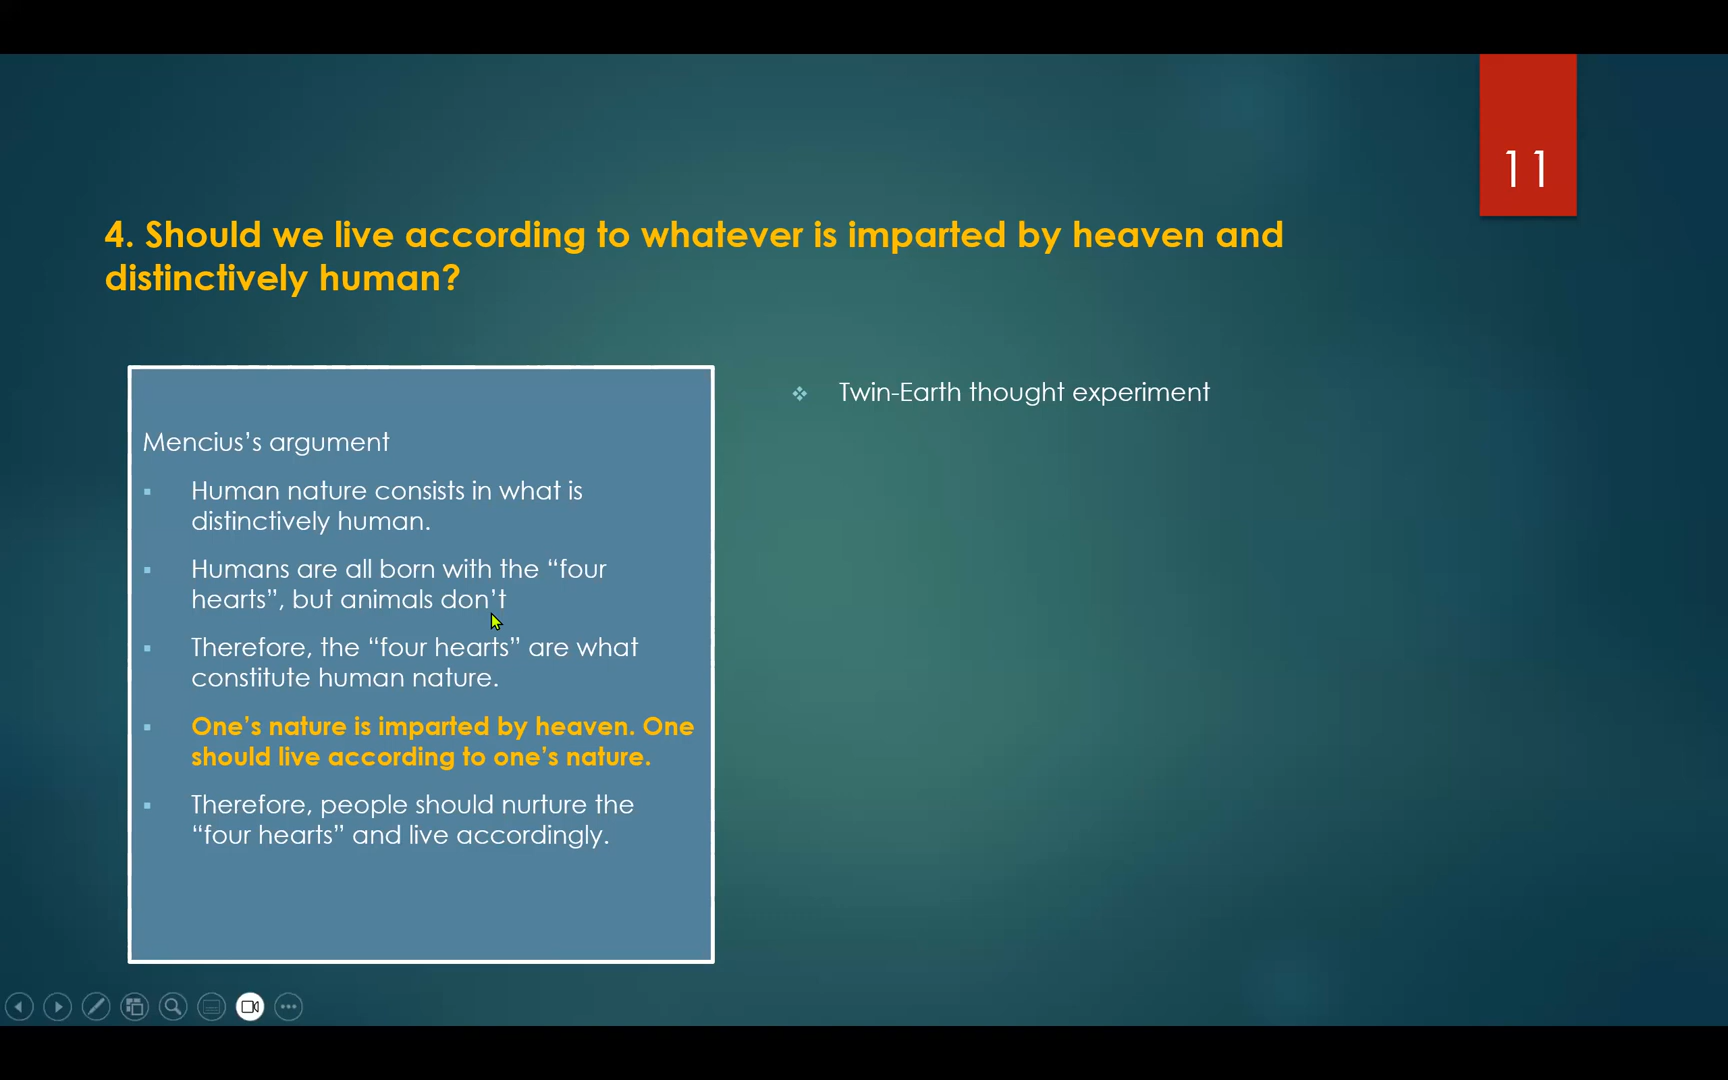 11
4. Should we live according to whatever is imparted by heaven and
distinctively human?
Mencius’s argument
Human nature consists in what is
distinctively human.
Humans are all born with the “four
hearts”, but animals don’t
Therefore, the “four hearts” are what
constitute human nature.
One’s nature is imparted by heaven. One
should live according to one’s nature.
Therefore, people should nurture the
“four hearts” and live accordingly.
Twin-Earth thought experiment